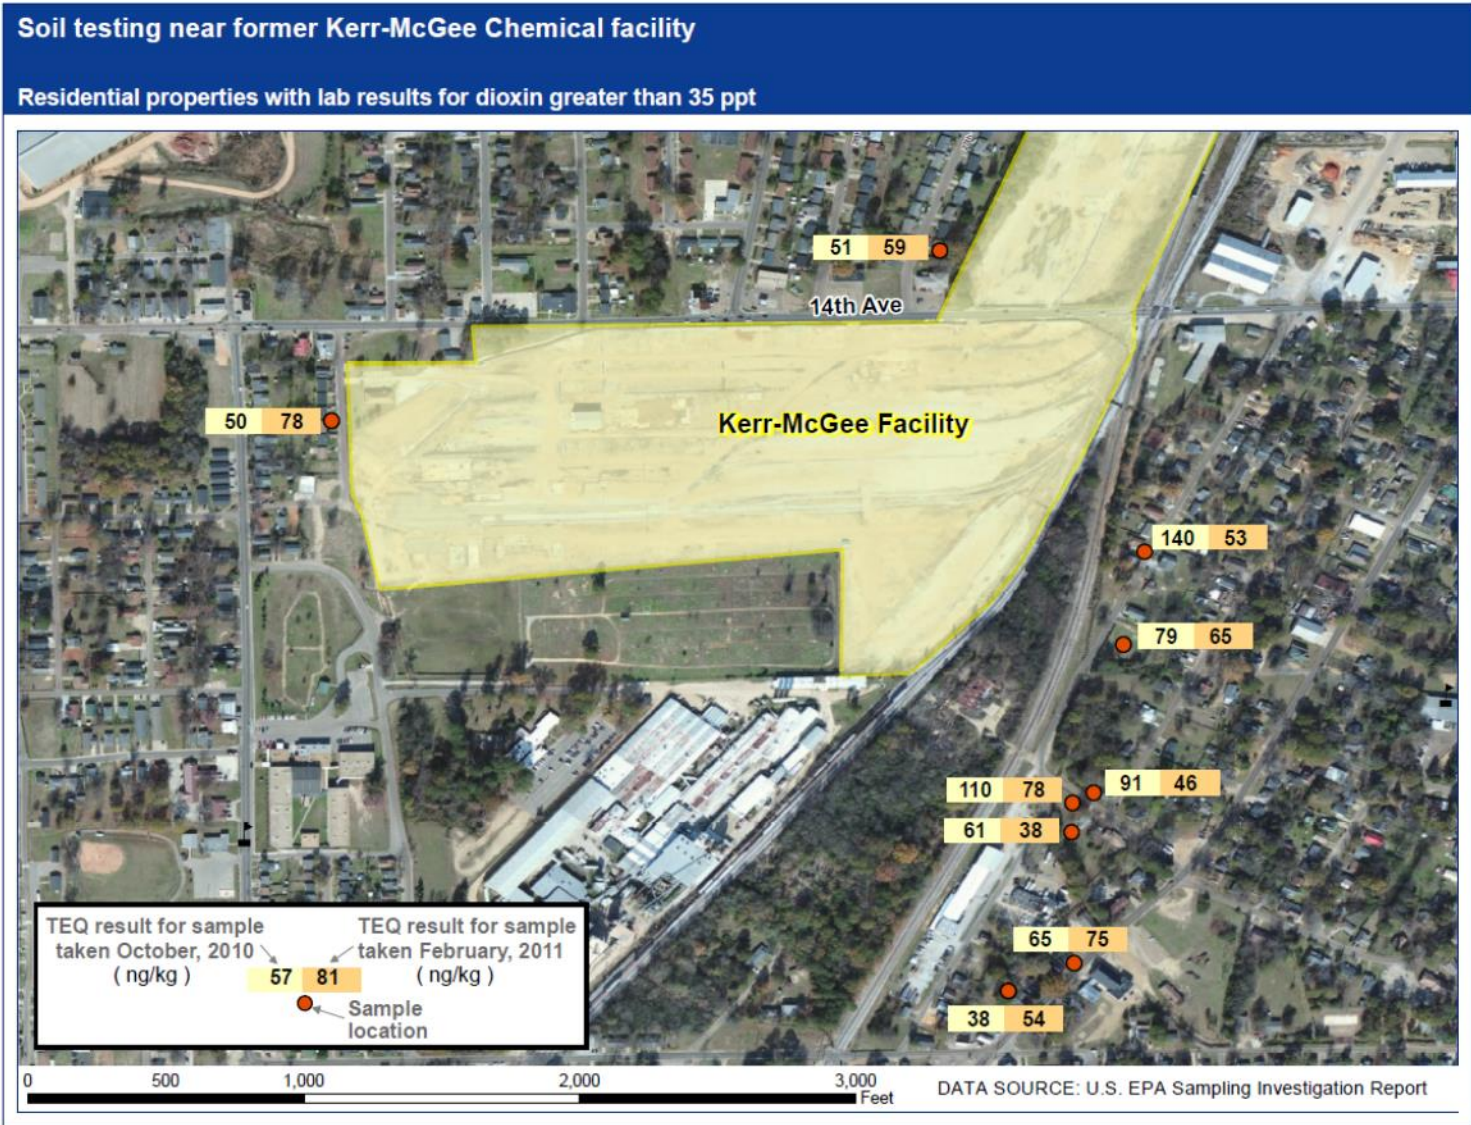 Soil testing near former Kerr-McGee Chemical facility
Residential properties with lab results for dioxin greater than 35 ppt
51 59
14th Ave
50 78
Kerr-McGee Facility
140 53
79 65
110 78
91 46
61 38
65 75
38 54
TEQ result for sample
taken October, 2010
( ng/kg )
TEQ result for sample
taken February, 2011
( ng/kg )
57 81
Sample
location
0 500 1,000 2,000 3,000
Feet
DATA SOURCE: U.S. EPA Sampling Investigation Report